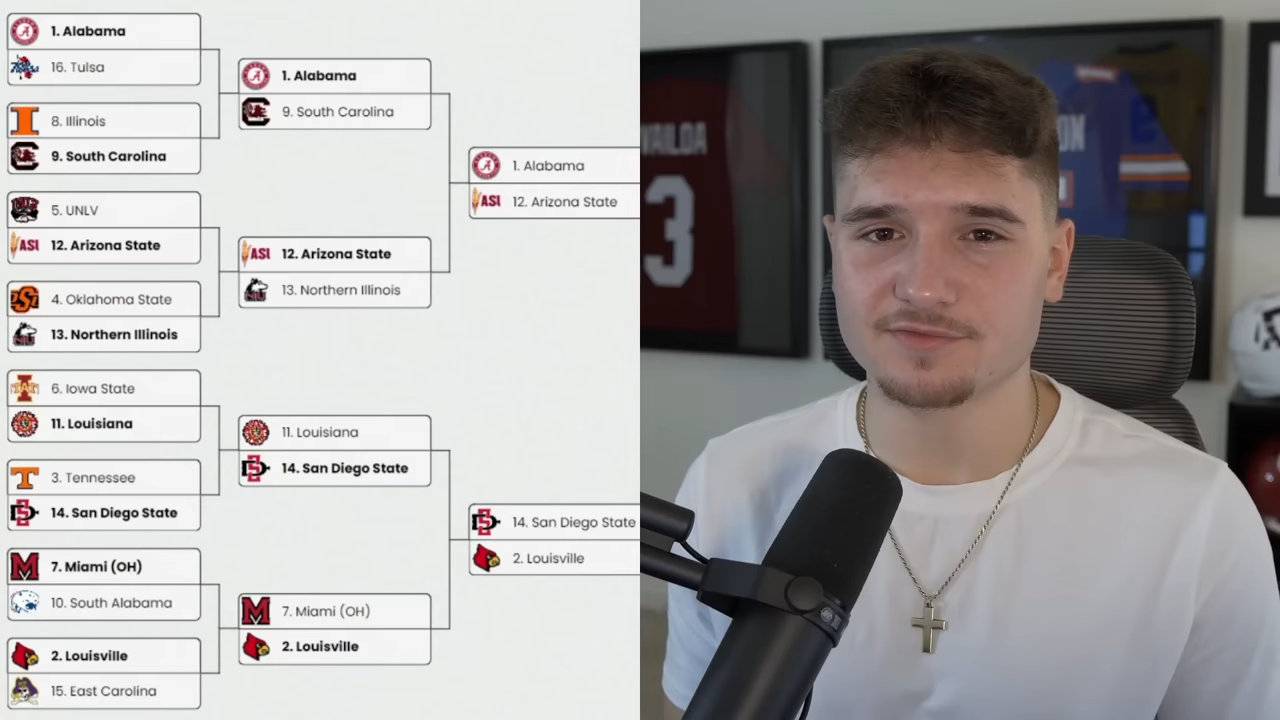 1. Alabama
16. Tulsa
8. Illinois
9. South Carolina
5. UNLV
12. Arizona State
4. Oklahoma State
13. Northern Illinois
6. Iowa State
11. Louisiana
3. Tennessee
14. San Diego State
7. Miami (OH)
10. South Alabama
2. Louisville
15. East Carolina
1. Alabama
9. South Carolina
12. Arizona State
13. Northern Illinois
11. Louisiana
14. San Diego State
7. Miami (OH)
2. Louisville
1. Alabama
12. Arizona State
14. San Diego State
2. Louisville
ASU
3